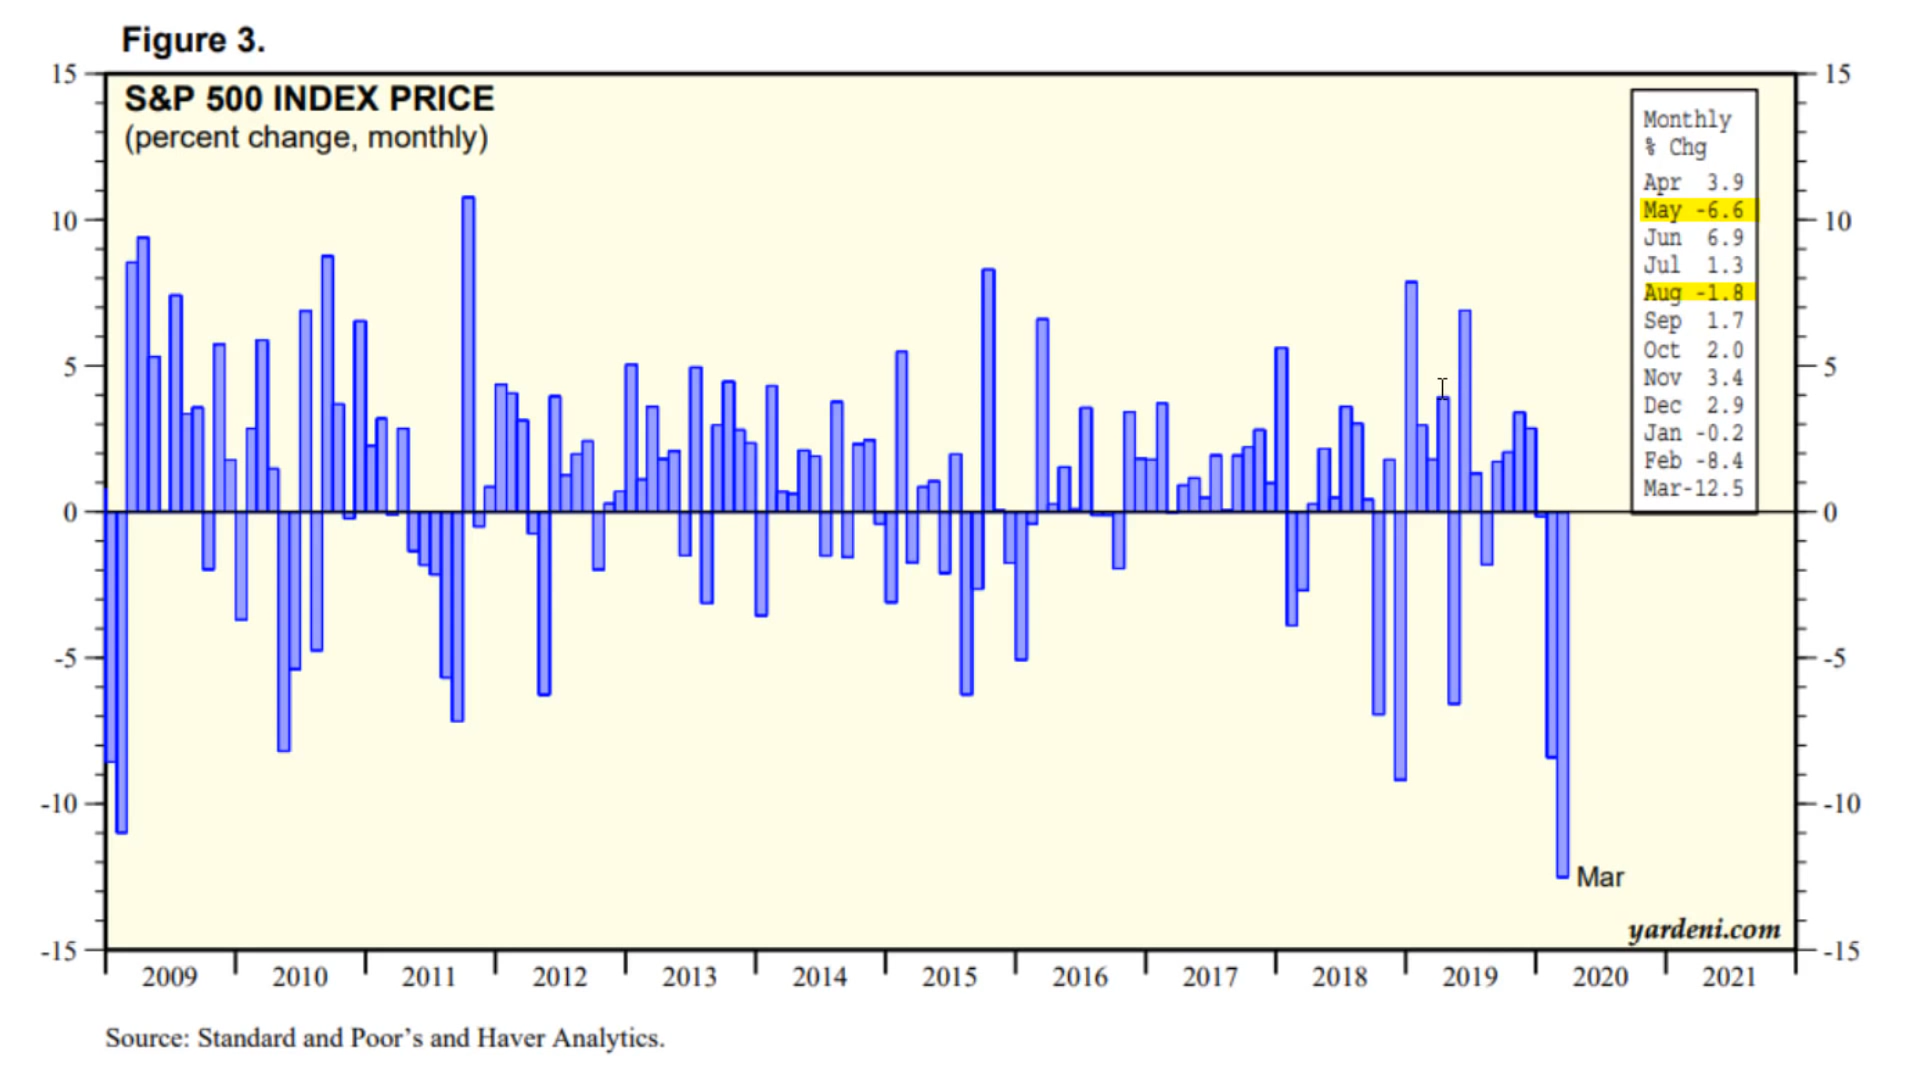 Figure 3.
15
10
5
0
-5
-10
-15
S&P 500 INDEX PRICE
(percent change, monthly)
Monthly
% Chg
Apr 3.9
May -6.6
Jun 6.9
Jul 1.3
Aug -1.8
Sep 1.7
Oct 2.0
Nov 3.4
Dec 2.9
Jan -0.2
Feb -8.4
Mar-12.5
Mar
yardeni.com
15
10
5
0
-5
-10
-15
2009 2010 2011 2012 2013 2014 2015 2016 2017 2018 2019 2020 2021
Source: Standard and Poor's and Haver Analytics.